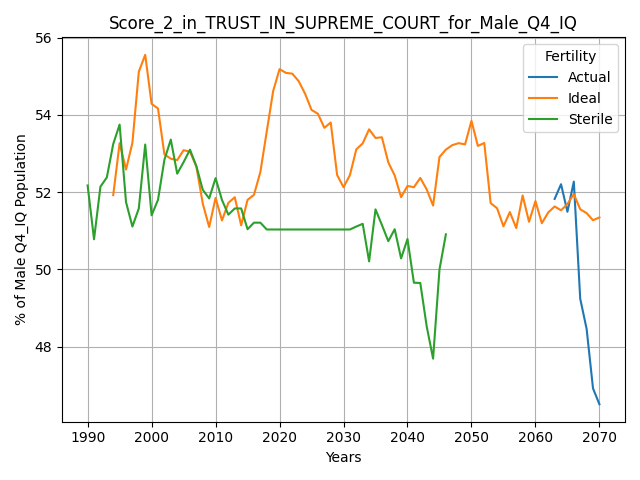 Score_2_in_TRUST_IN_SUPREME_COURT_for_Male_Q4_IQ
% of Male Q4_IQ Population
56
54
52
50
48
Fertility
Actual
Ideal
Sterile
1990 2000 2010 2020 2030 2040 2050 2060 2070
Years